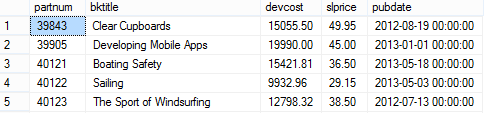 partnum bktitle devcost slprice pubdate
1 39843 Clear Cupboards 15055.50 49.95 2012-08-19 00:00:00
2 39905 Developing Mobile Apps 19990.00 45.00 2013-01-01 00:00:00
3 40121 Boating Safety 15421.81 36.50 2013-05-18 00:00:00
4 40122 Sailing 9932.96 29.15 2013-05-03 00:00:00
5 40123 The Sport of Windsurfing 12798.32 38.50 2012-07-13 00:00:00